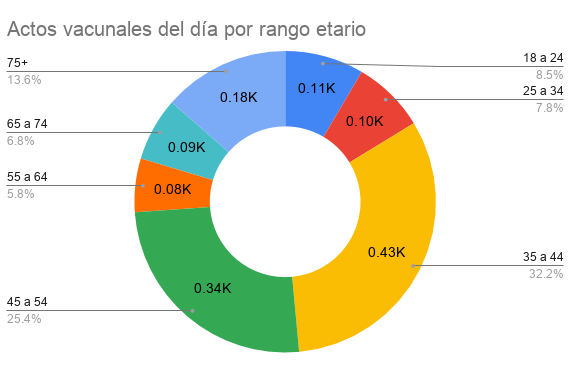 Actos vacunales del día por rango etario
18 a 24
8.5%
25 a 34
7.8%
35 a 44
32.2%
45 a 54
25.4%
55 a 64
5.8%
65 a 74
6.8%
75+
13.6%
0.11K
0.10K
0.43K
0.34K
0.08K
0.09K
0.18K